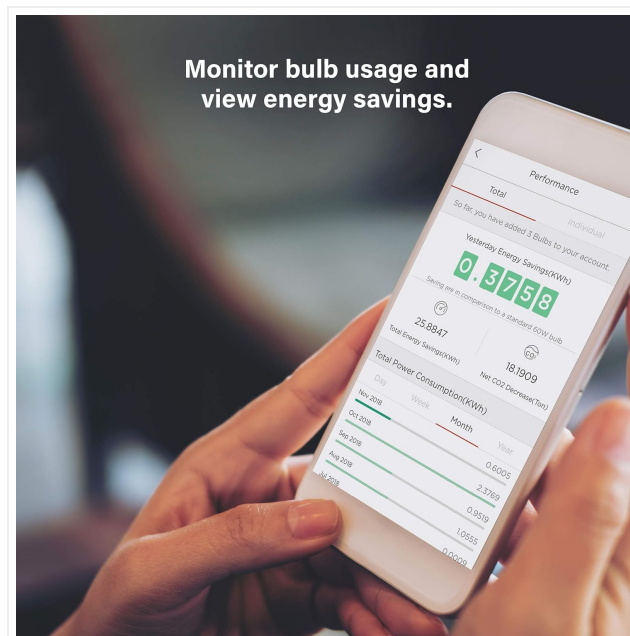 Monitor bulb usage and
view energy savings.
Performance
Total Individual
So far, you have added 3 Bulbs to your account.
Yesterday Energy Savings(KWh)
0.3758
Saving are in comparison to a standard 60W bulb
CO²
25.8847 18.1909
Total Energy Savings(KWh) Net CO2 Decrease(Ton)
Total Power Consumption(KWh)
Day Week Month Year
Nov 2018 0.6005
Oct 2018 2.3769
Sep 2018 0.9519
Aug 2018 1.0555
Jul 2018 0.0009